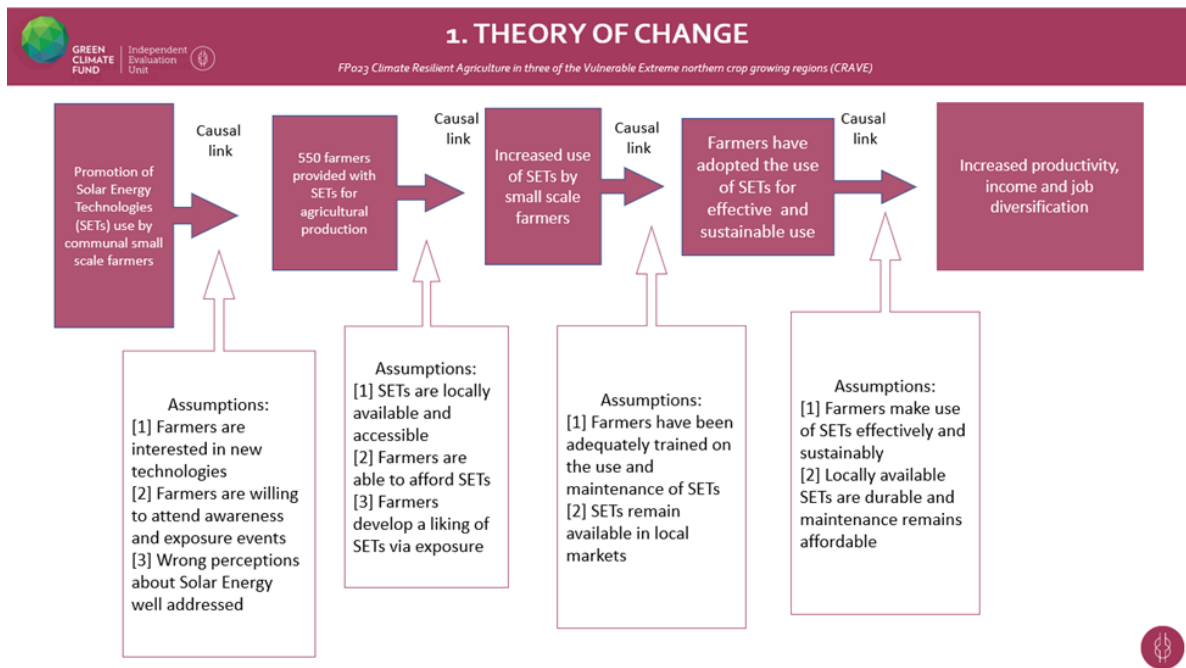 1. THEORY OF CHANGE
GREEN
CLIMATE
FUND
Independent
Evaluation
Unit
FP023 Climate Resilient Agriculture in three of the Vulnerable Extreme northern crop growing regions (CRAVE)
Promotion of
Solar Energy
Technologies
(SETs) use by
communal small
scale farmers
Causal
link
550 farmers
provided with
SETs for
agricultural
production
Causal
link
Increased use
of SETs by
small scale
farmers
Causal
link
Farmers have
adopted the use
of SETs for
effective and
sustainable use
Causal
link
Increased productivity,
income and job
diversification
Assumptions:
[1] Farmers are
interested in new
technologies
[2] Farmers are willing
to attend awareness
and exposure events
[3] Wrong perceptions
about Solar Energy
well addressed
Assumptions:
[1] SETs are locally
available and
accessible
[2] Farmers are
able to afford SETs
[3] Farmers
develop a liking of
SETs via exposure
Assumptions:
[1] Farmers have been
adequately trained on
the use and
maintenance of SETs
[2] SETs remain
available in local
markets
Assumptions:
[1] Farmers make use
of SETs effectively and
sustainably
[2] Locally available
SETs are durable and
maintenance remains
affordable